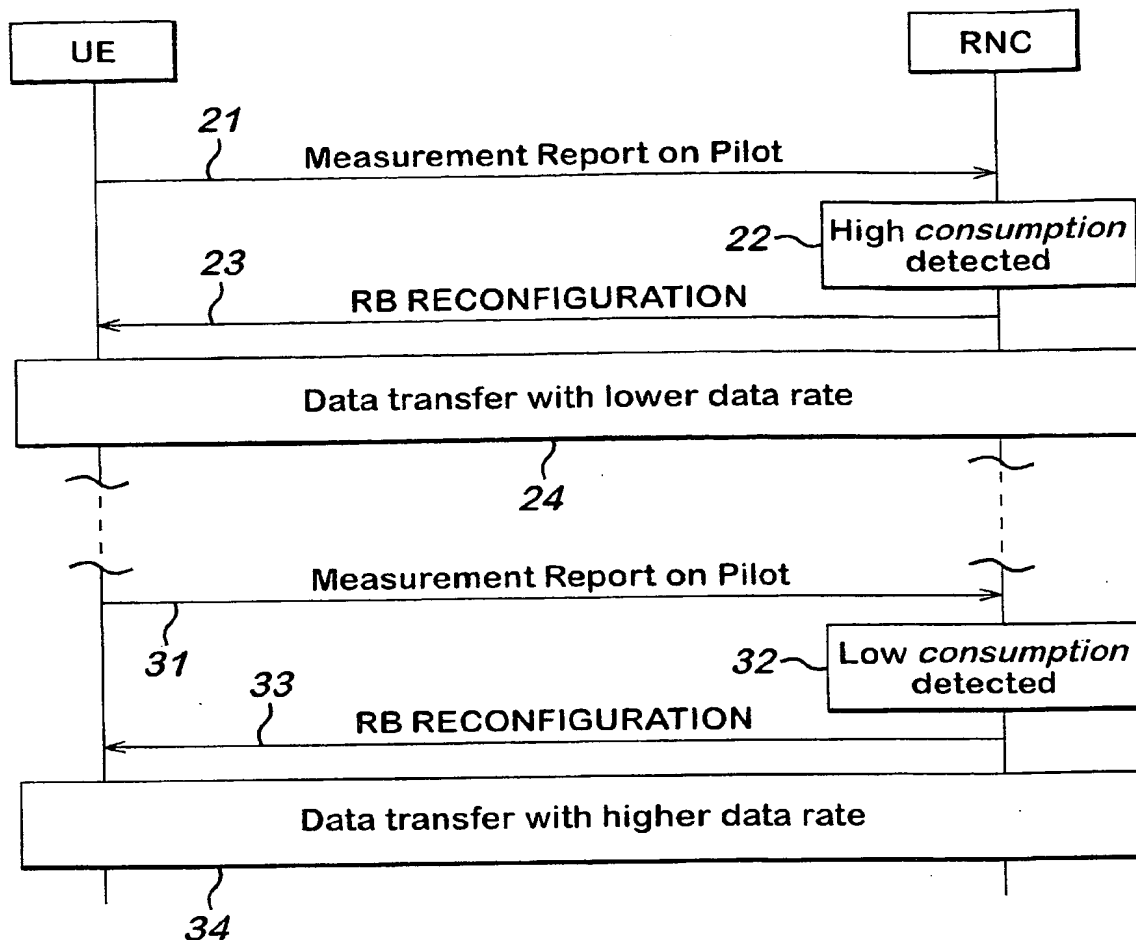 UE
RNC
21
Measurement Report on Pilot
22
High consumption
detected
23
RB RECONFIGURATION
Data transfer with lower data rate
24
Measurement Report on Pilot
31
32
Low consumption
detected
33
RB RECONFIGURATION
Data transfer with higher data rate
34